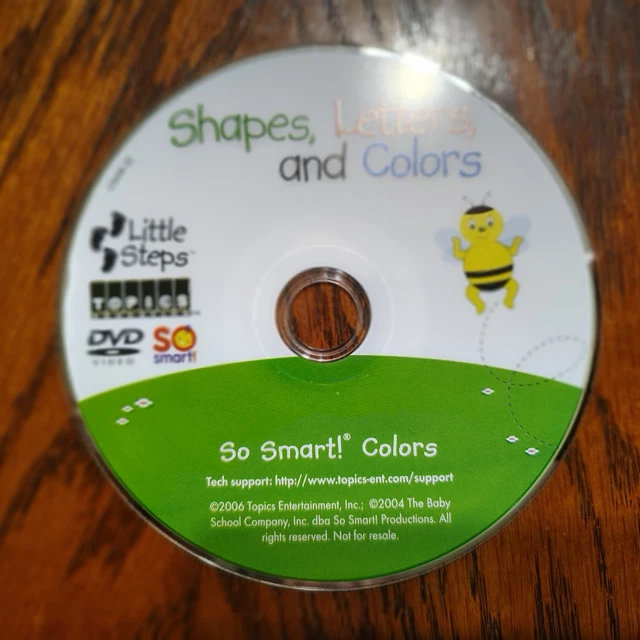 Shapes, Letters,
and Colors
Little
Steps™
TOPICS
DVD
VIDEO
SO
smart!
So Smart!® Colors
Tech support: http://www.topics-ent.com/support
©2006 Topics Entertainment, Inc.; ©2004 The Baby
School Company, Inc. dba So Smart! Productions. All
rights reserved. Not for resale.